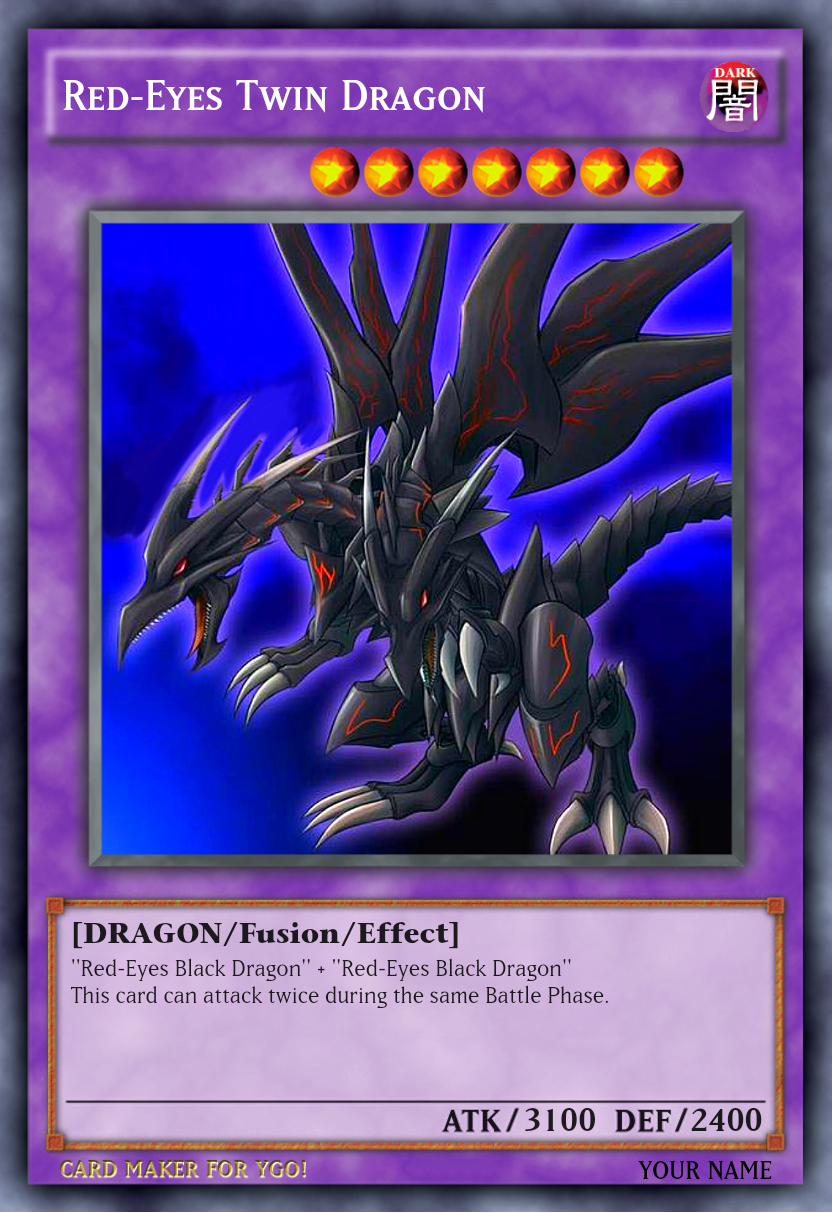 Red-Eyes Twin Dragon
DARK
闇
[DRAGON/Fusion/Effect]
"Red-Eyes Black Dragon" + "Red-Eyes Black Dragon"
This card can attack twice during the same Battle Phase.
ATK/3100 DEF/2400
CARD MAKER FOR YGO! YOUR NAME